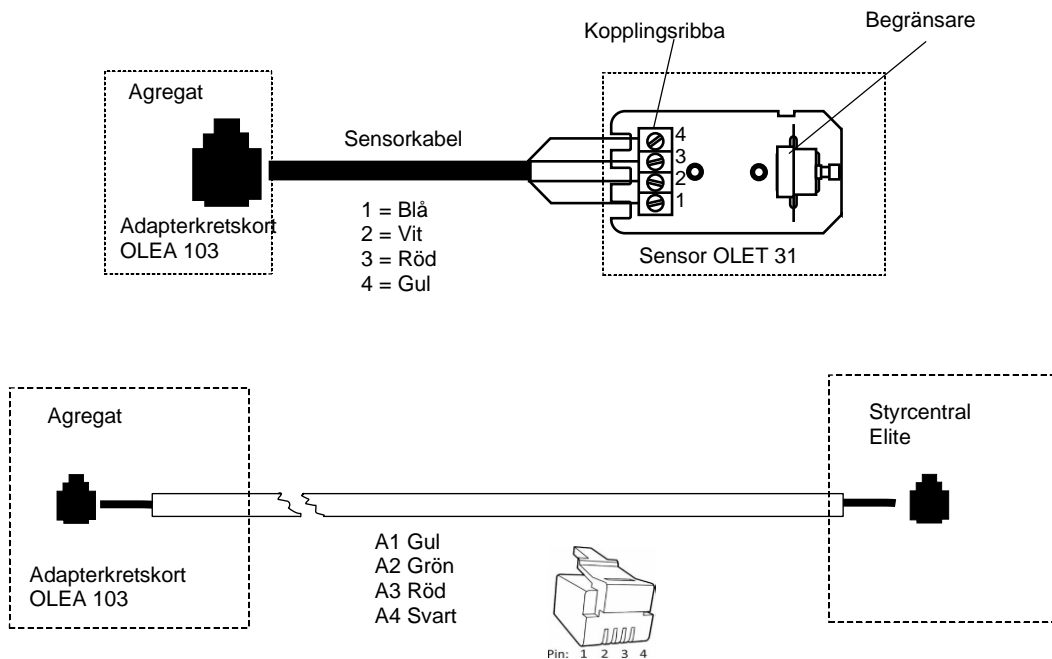 Begränsare
Kopplingsribba
Agregat
Sensorkabel
4
3
2
1
Adapterkretskort
OLEA 103
1 = Blå
2 = Vit
3 = Röd
4 = Gul
Sensor OLET 31
Agregat
Styrcentral
Elite
Adapterkretskort
OLEA 103
A1 Gul
A2 Grön
A3 Röd
A4 Svart
Pin: 1 2 3 4